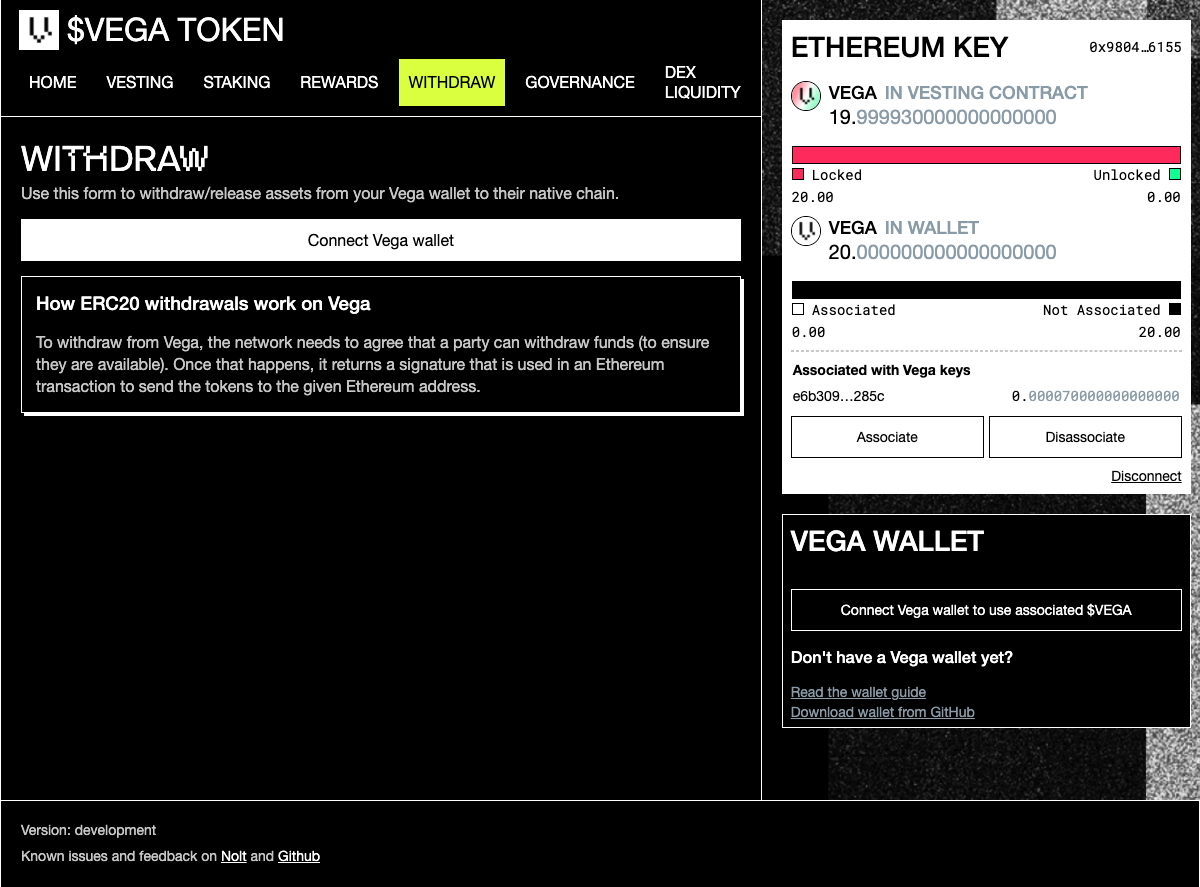 $VEGA TOKEN
HOME VESTING STAKING REWARDS WITHDRAW GOVERNANCE DEX LIQUIDITY
WITHDRAW
Use this form to withdraw/release assets from your Vega wallet to their native chain.
Connect Vega wallet
How ERC20 withdrawals work on Vega
To withdraw from Vega, the network needs to agree that a party can withdraw funds (to ensure
they are available). Once that happens, it returns a signature that is used in an Ethereum
transaction to send the tokens to the given Ethereum address.
ETHEREUM KEY 0x9804…6155
VEGA IN VESTING CONTRACT
19.999930000000000000
Locked Unlocked
20.00 0.00
VEGA IN WALLET
20.000000000000000000
Associated Not Associated
0.00 20.00
Associated with Vega keys
e6b309…285c 0.000070000000000000
Associate Disassociate
Disconnect
VEGA WALLET
Connect Vega wallet to use associated $VEGA
Don't have a Vega wallet yet?
Read the wallet guide
Download wallet from GitHub
Version: development
Known issues and feedback on Nolt and Github